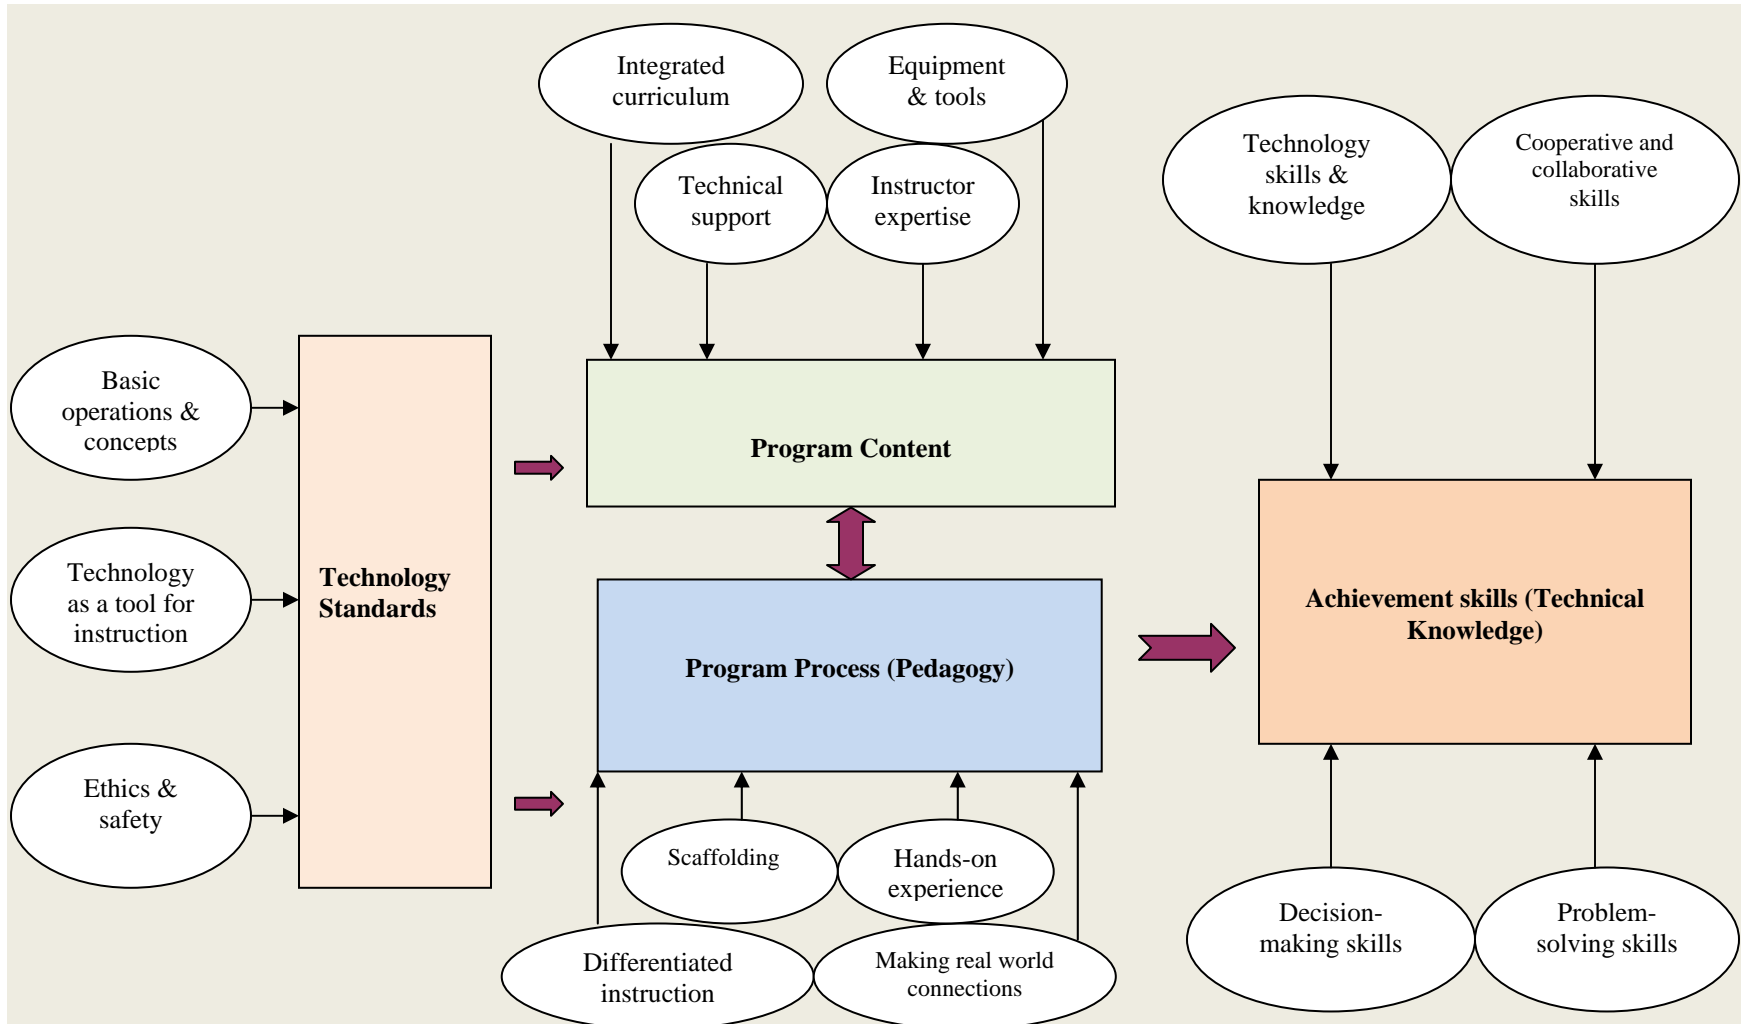 Integrated
curriculum
Equipment
& tools
Technical
support
Instructor
expertise
Technology
skills &
knowledge
Cooperative and
collaborative
skills
Basic
operations &
concepts
Technology
as a tool for
instruction
Ethics &
safety
Technology
Standards
Program Content
Program Process (Pedagogy)
Achievement skills (Technical
Knowledge)
Scaffolding
Hands-on
experience
Differentiated
instruction
Making real world
connections
Decision-
making skills
Problem-
solving skills